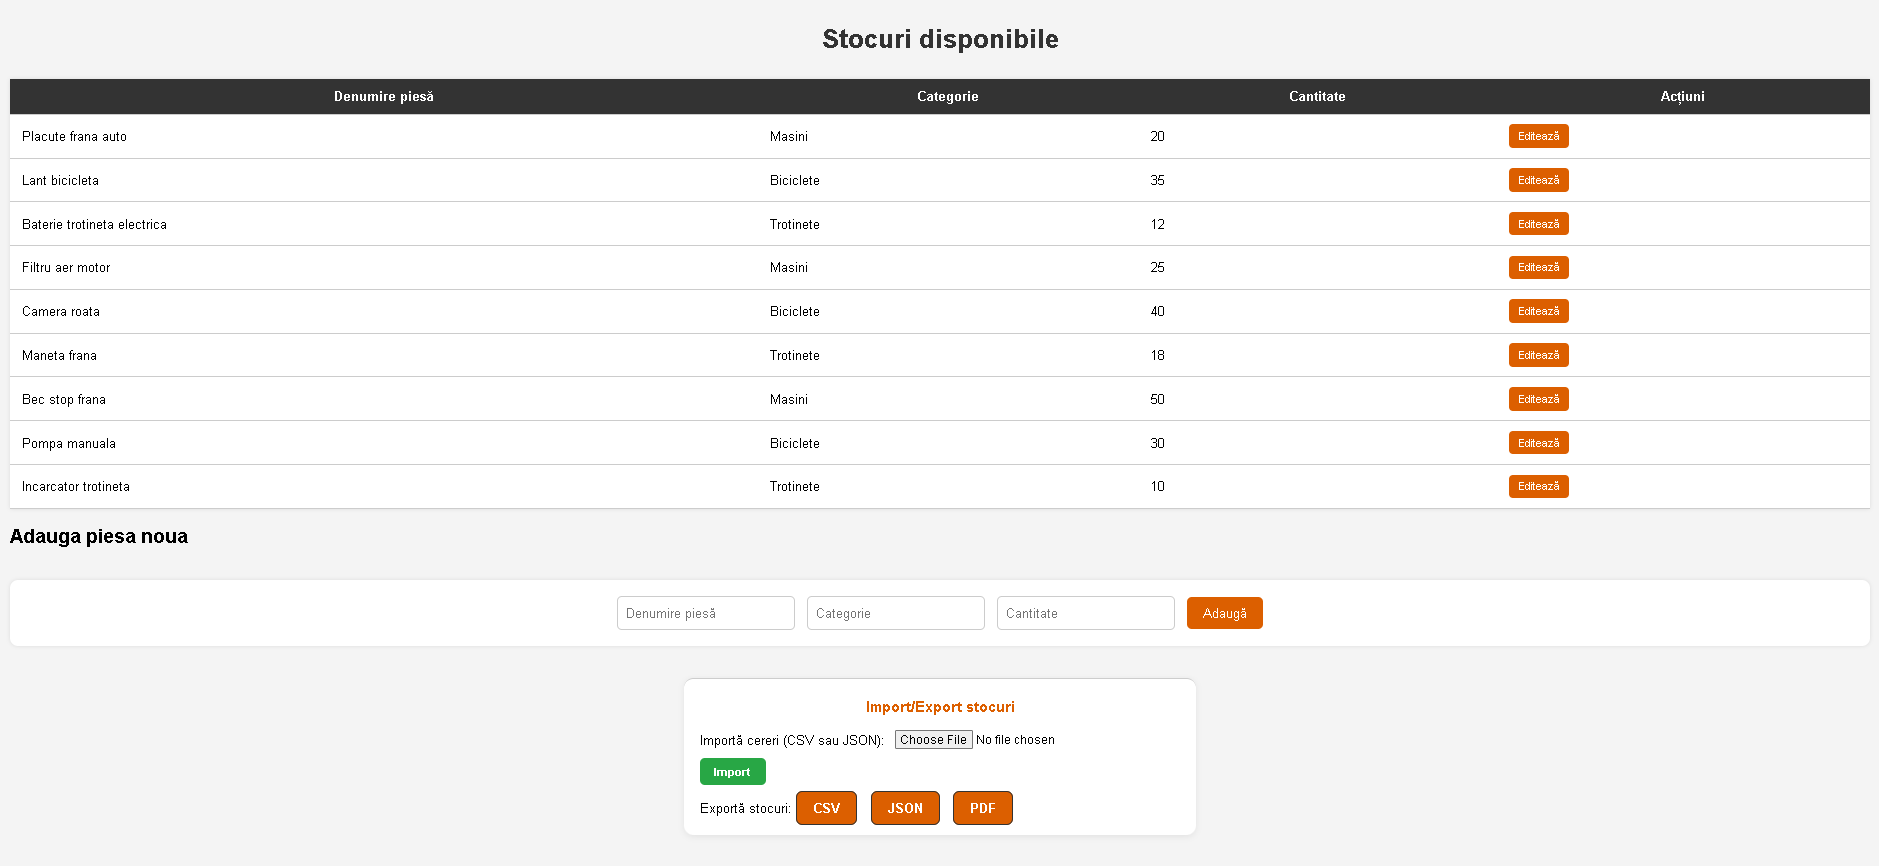 Stocuri disponibile
Denumire piesă Categorie Cantitate Acțiuni
Placute frana auto Masini 20 Editează
Lant bicicleta Biciclete 35 Editează
Baterie trotineta electrica Trotinete 12 Editează
Filtru aer motor Masini 25 Editează
Camera roata Biciclete 40 Editează
Maneta frana Trotinete 18 Editează
Bec stop frana Masini 50 Editează
Pompa manuala Biciclete 30 Editează
Incarcator trotineta Trotinete 10 Editează
Adauga piesa noua
Denumire piesă Categorie Cantitate Adaugă
Import/Export stocuri
Importă cereri (CSV sau JSON): Choose File No file chosen
Import
Exportă stocuri: CSV JSON PDF